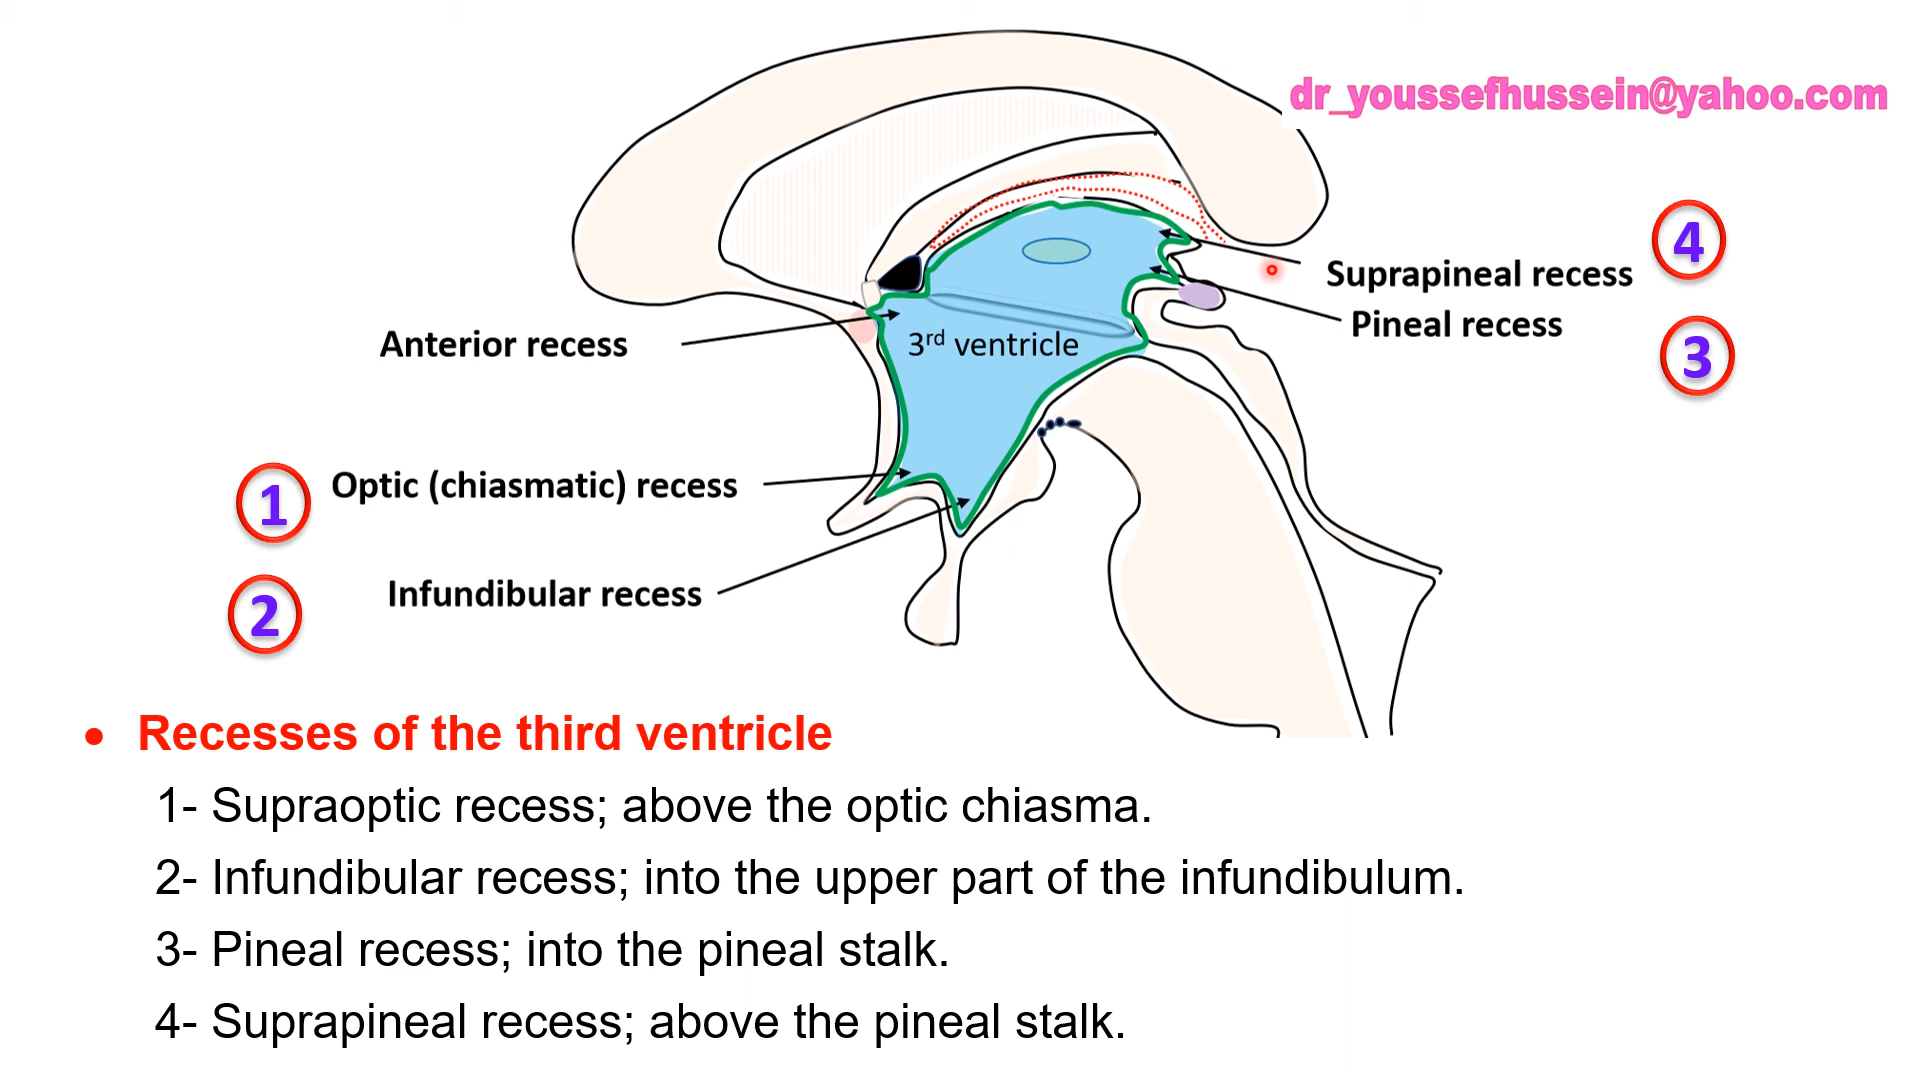 dr_youssefhussein@yahoo.com
4
Suprapineal recess
Pineal recess
3
Anterior recess
3rd ventricle
1 Optic (chiasmatic) recess
2 Infundibular recess
• Recesses of the third ventricle
1- Supraoptic recess; above the optic chiasma.
2- Infundibular recess; into the upper part of the infundibulum.
3- Pineal recess; into the pineal stalk.
4- Suprapineal recess; above the pineal stalk.